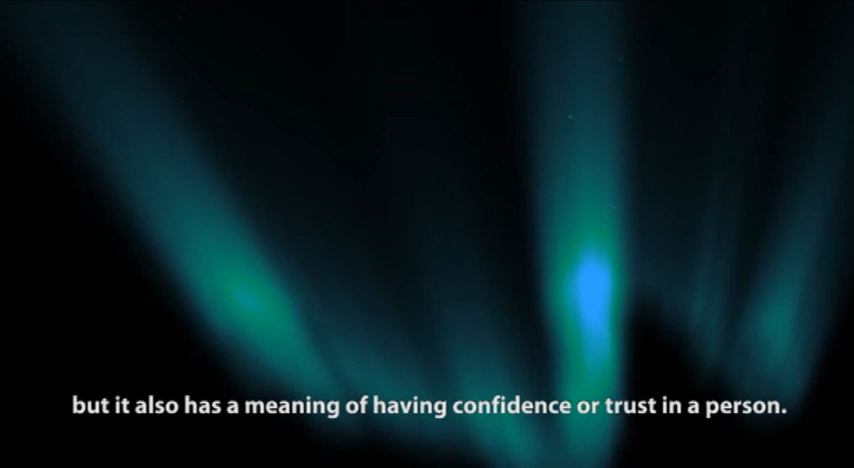 but it also has a meaning of having confidence or trust in a person.